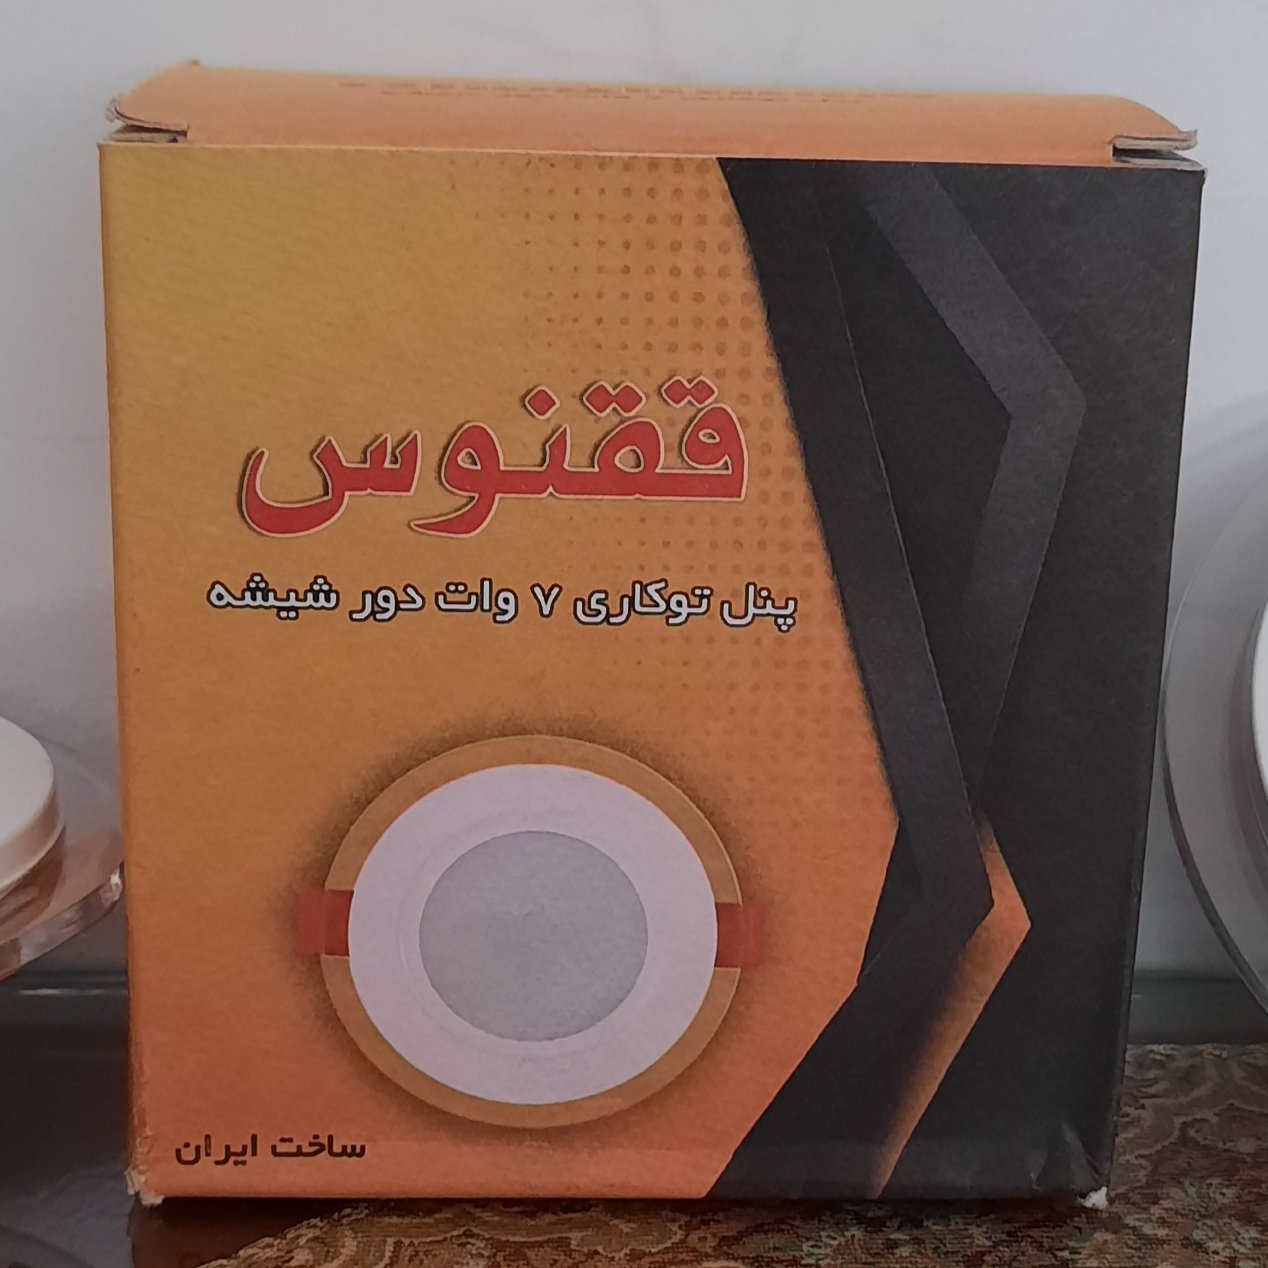 ققنوس
پنل توکاری ۷ وات دور شیشه
ساخت ایران